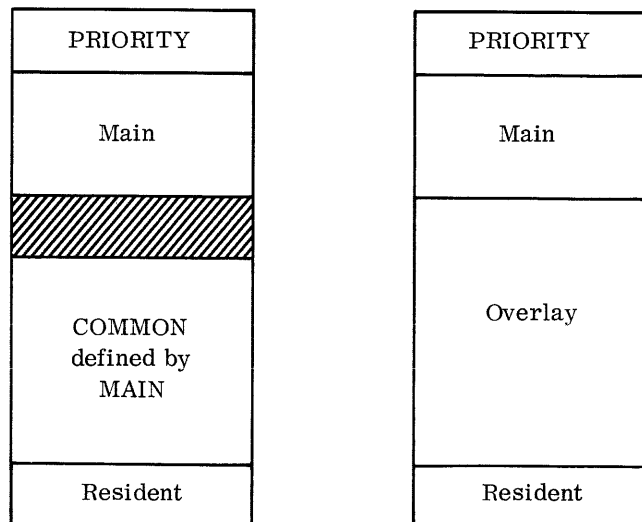 PRIORITY
Main
COMMON
defined by
MAIN
Resident
PRIORITY
Main
Overlay
Resident